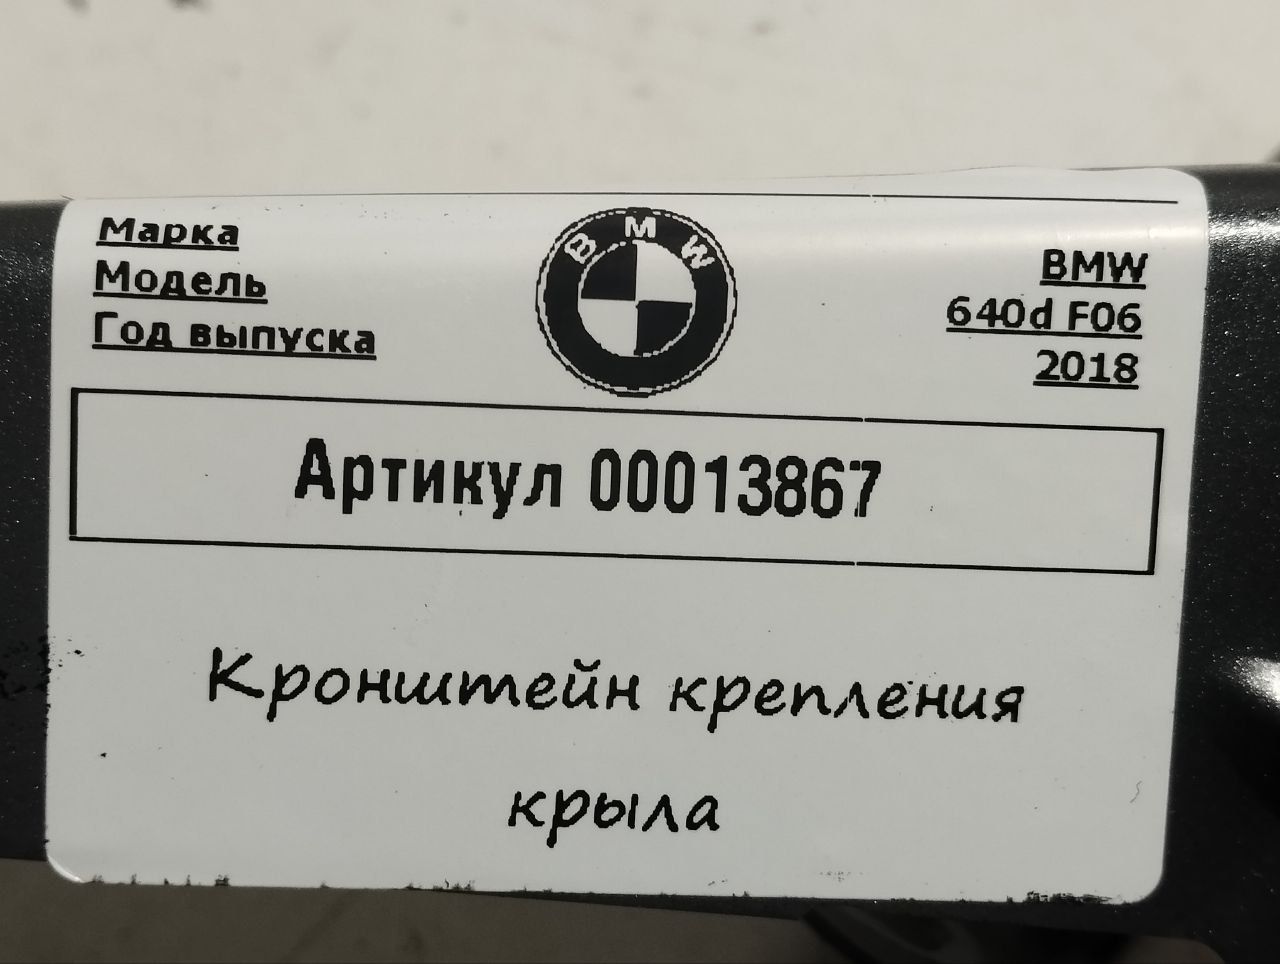 Марка
Модель
Год выпуска
BMW
BMW
640d F06
2018
Артикул 00013867
Кронштейн крепления
крыла